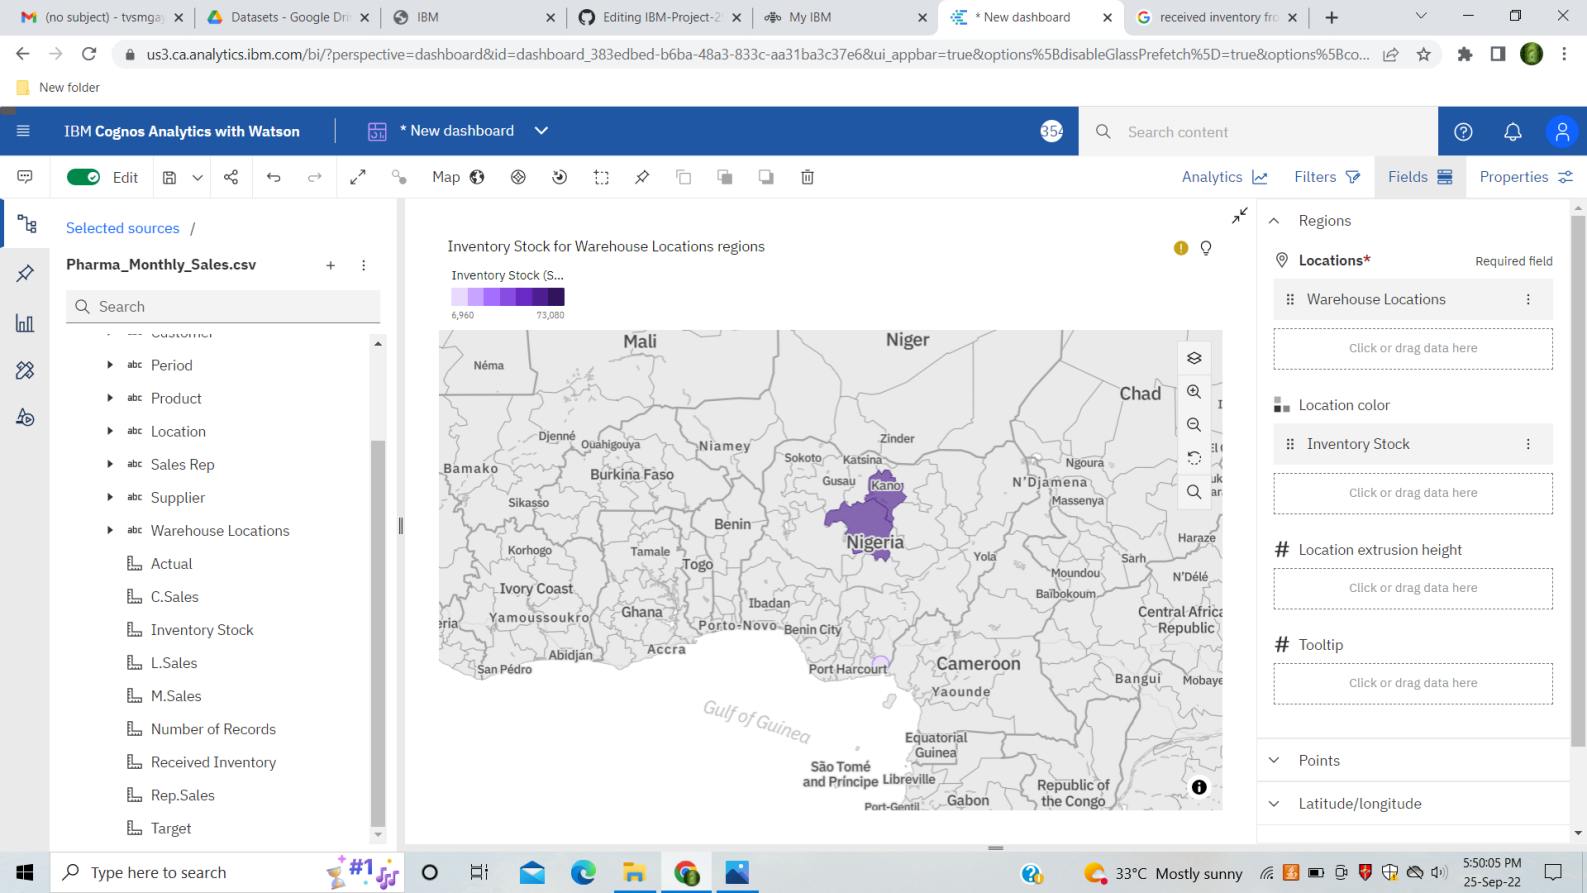 (no subject) - tvsmga
Datasets - Google Dri
IBM
Editing IBM-Project-2
My IBM
* New dashboard
received inventory fro
us3.ca.analytics.ibm.com/bi/?perspective=dashboard&id=dashboard_383edbed-b6ba-48a3-833c-aa31ba3c37e6&ui_appbar=true&options%5BdisableGlassPrefetch%5D=true&options%5Bco...
New folder
IBM Cognos Analytics with Watson
* New dashboard
354
Search content
Edit
Map
Analytics
Filters
Fields
Properties
Selected sources /
Pharma_Monthly_Sales.csv
Search
Customer
abc Period
abc Product
abc Location
abc Sales Rep
abc Supplier
abc Warehouse Locations
Actual
C.Sales
Inventory Stock
L.Sales
M.Sales
Number of Records
Received Inventory
Rep.Sales
Target
Inventory Stock for Warehouse Locations regions
Inventory Stock (S...
6,960 73,080
Mali
Niger
Néma
Chad
Djenné
Ouahigouya
Niamey
Zinder
Bamako
Burkina Faso
Sokoto
Katsina
Ngoura
Gusau
Kano
N'Djamena
Massenya
Sikasso
Benin
Nigeria
Haraze
Korhogo
Tamale
Togo
Yola
Sarh
Moundou
N'Délé
Ivory Coast
Ghana
Ibadan
Baïbokoum
Central Africa
Republic
Yamoussoukro
Porto-Novo
Benin City
Accra
Abidjan
San Pédro
Port Harcourt
Cameroon
Bangui
Mobaye
Yaounde
Gulf of Guinea
Equatorial
Guinea
São Tomé
and Príncipe
Libreville
Republic of
the Congo
Port-Gentil
Gabon
Regions
Locations*
Required field
Warehouse Locations
Click or drag data here
Location color
Inventory Stock
Click or drag data here
# Location extrusion height
Click or drag data here
# Tooltip
Click or drag data here
Points
Latitude/longitude
Type here to search
#1
33°C Mostly sunny
5:50:05 PM
25-Sep-22